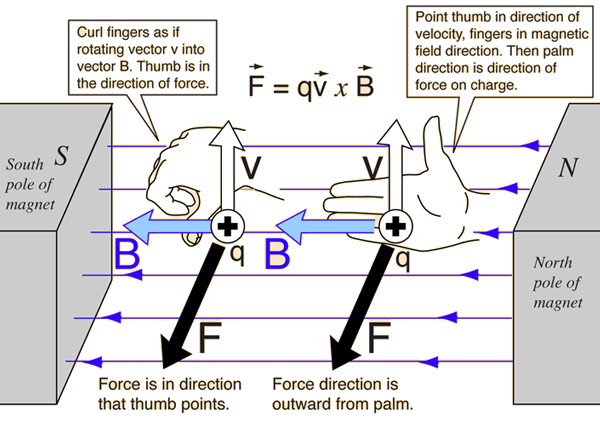 Curl fingers as if
rotating vector v into
vector B. Thumb is in
the direction of force.
F = qv x B
Point thumb in direction of
velocity, fingers in magnetic
field direction. Then palm
direction is direction of
force on charge.
South
pole of
magnet
S
N
North
pole of
magnet
v
v
B
q
B
q
F
F
Force is in direction
that thumb points.
Force direction is
outward from palm.